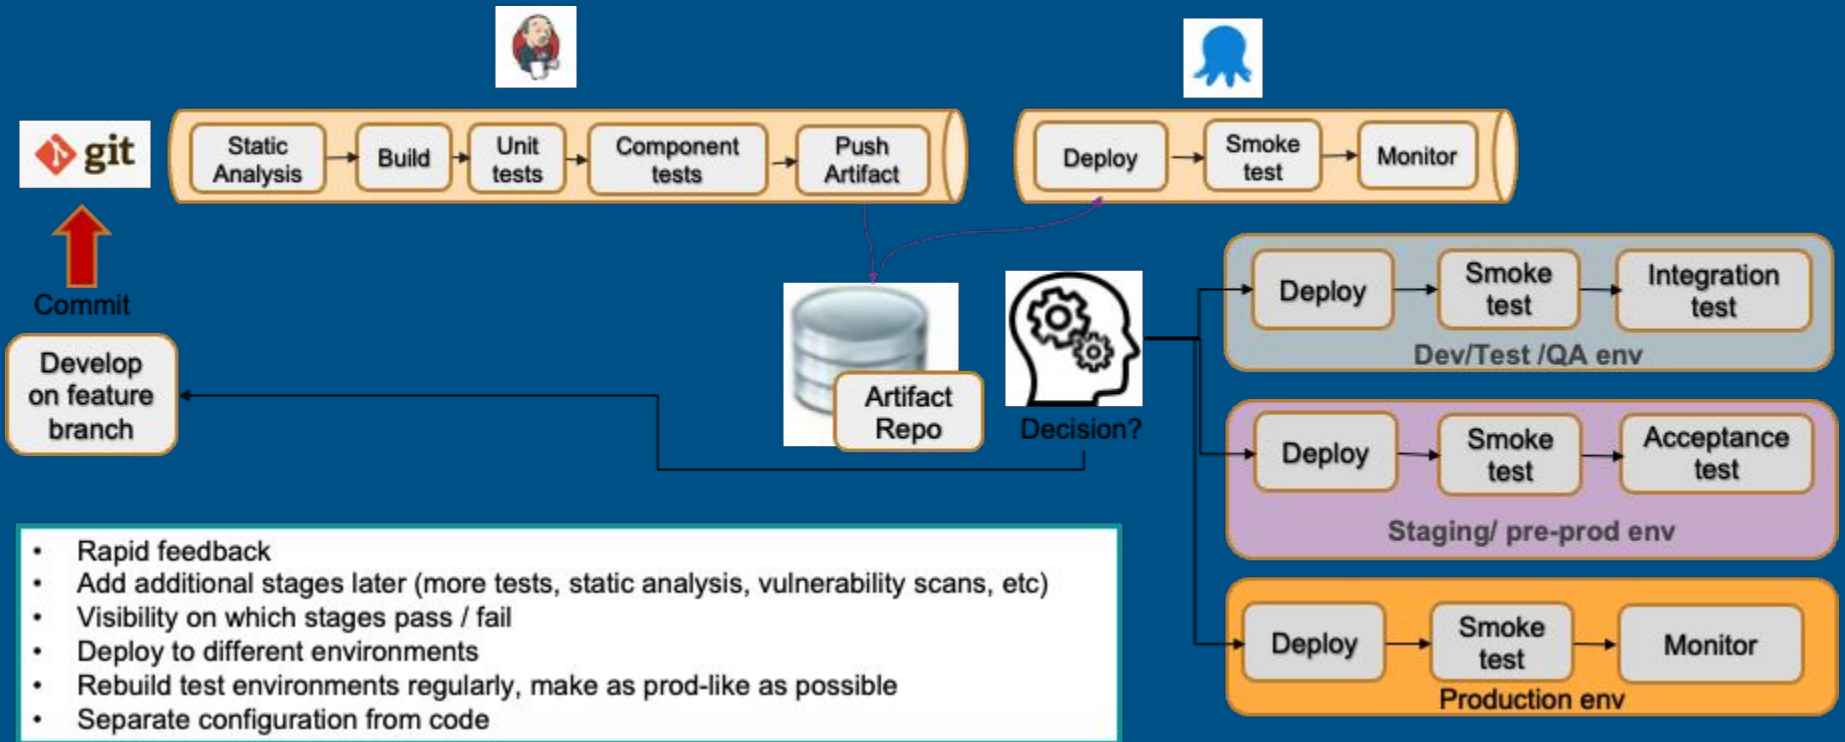 git
Static
Analysis
Build
Unit
tests
Component
tests
Push
Artifact
Deploy
Smoke
test
Monitor
Commit
Develop
on feature
branch
Artifact
Repo
Decision?
Deploy
Smoke
test
Integration
test
Dev/Test /QA env
Deploy
Smoke
test
Acceptance
test
Staging/ pre-prod env
Deploy
Smoke
test
Monitor
Production env
• Rapid feedback
• Add additional stages later (more tests, static analysis, vulnerability scans, etc)
• Visibility on which stages pass / fail
• Deploy to different environments
• Rebuild test environments regularly, make as prod-like as possible
• Separate configuration from code